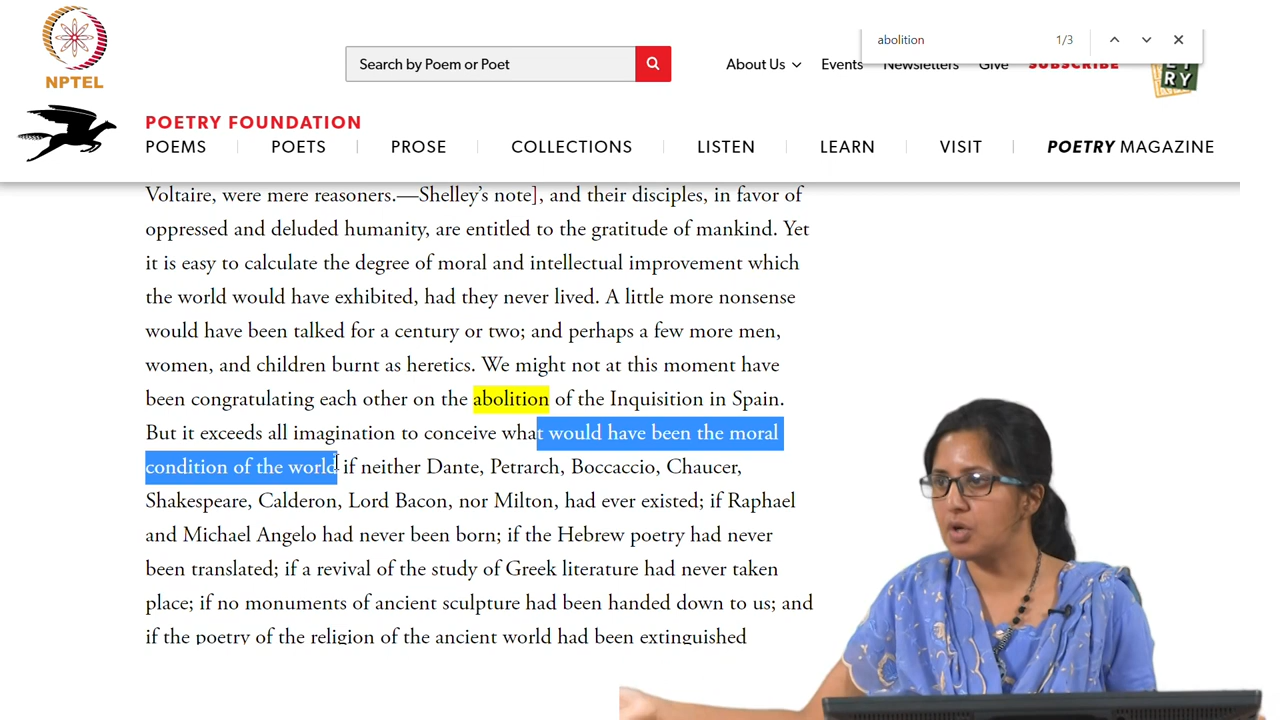 NPTEL
Search by Poem or Poet
About Us
Events
Newsletters
Give
SUBSCRIBE
abolition 1/3
RY
POETRY FOUNDATION
POEMS
POETS
PROSE
COLLECTIONS
LISTEN
LEARN
VISIT
POETRY MAGAZINE
Voltaire, were mere reasoners.—Shelley's note], and their disciples, in favor of
oppressed and deluded humanity, are entitled to the gratitude of mankind. Yet
it is easy to calculate the degree of moral and intellectual improvement which
the world would have exhibited, had they never lived. A little more nonsense
would have been talked for a century or two; and perhaps a few more men,
women, and children burnt as heretics. We might not at this moment have
been congratulating each other on the abolition of the Inquisition in Spain.
But it exceeds all imagination to conceive what would have been the moral
condition of the world if neither Dante, Petrarch, Boccaccio, Chaucer,
Shakespeare, Calderon, Lord Bacon, nor Milton, had ever existed; if Raphael
and Michael Angelo had never been born; if the Hebrew poetry had never
been translated; if a revival of the study of Greek literature had never taken
place; if no monuments of ancient sculpture had been handed down to us; and
if the poetry of the religion of the ancient world had been extinguished